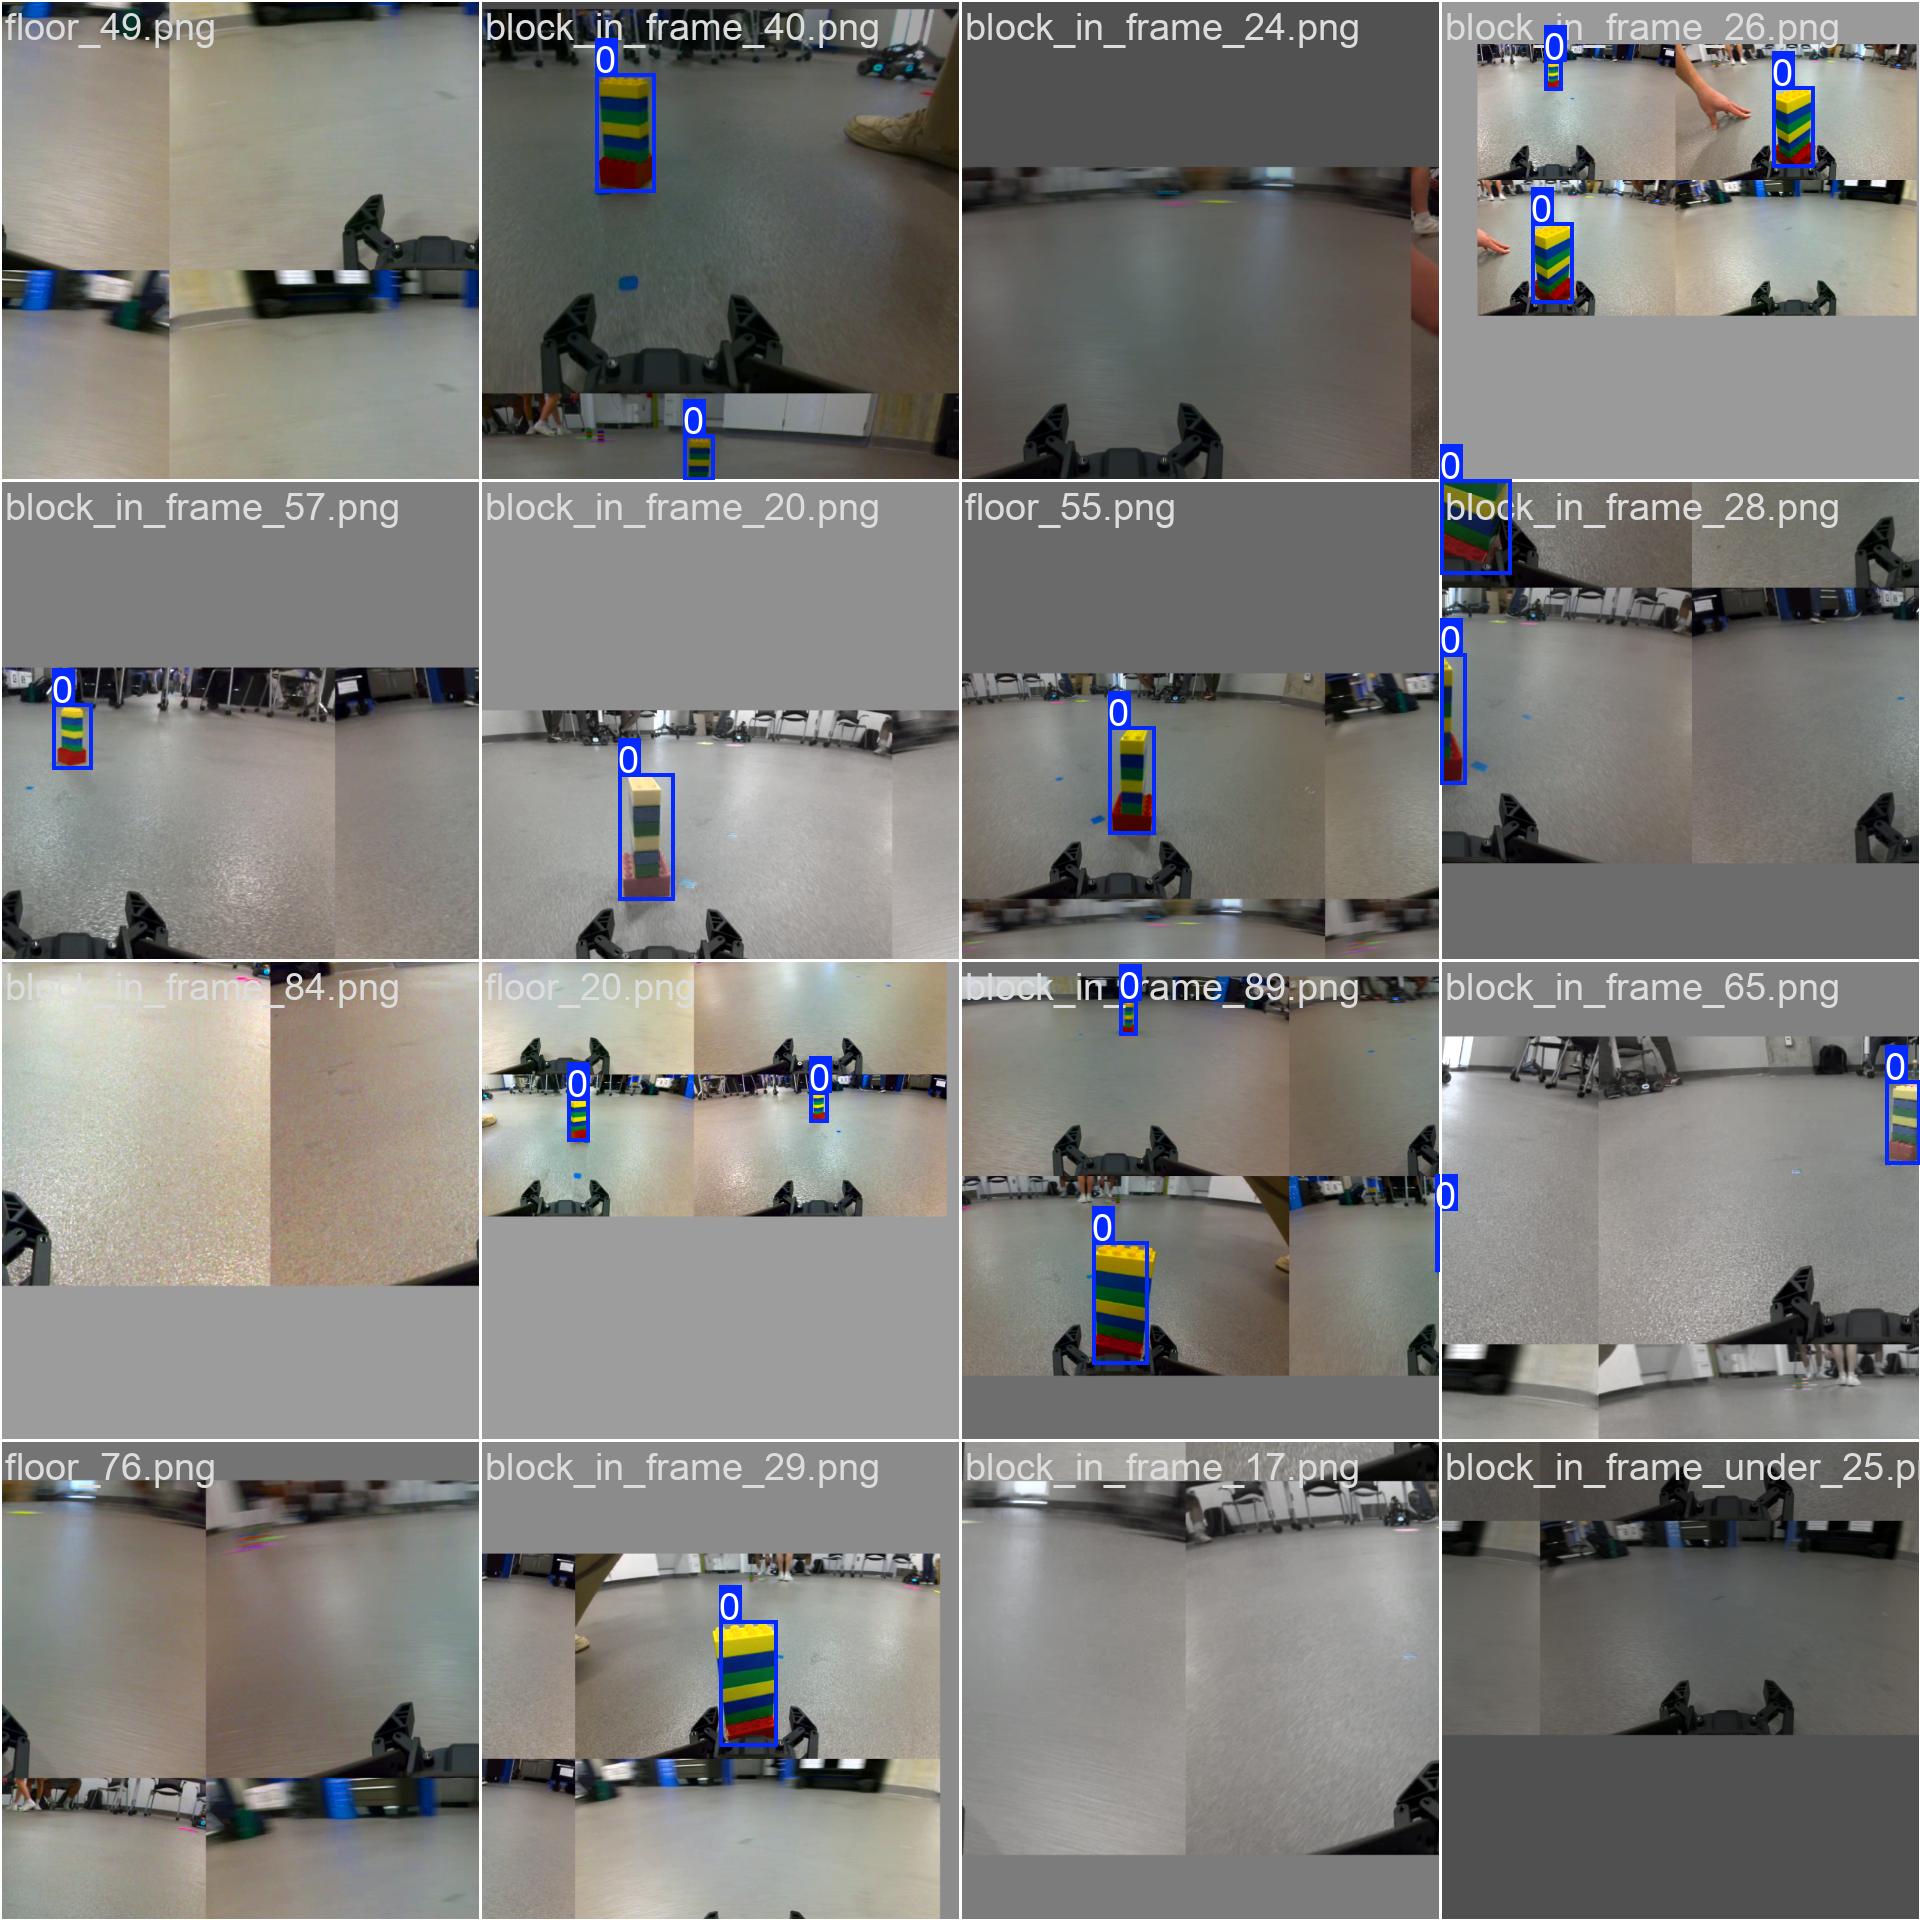 floor_49.png
block_in_frame_40.png
block_in_frame_24.png
block_in_frame_26.png
0
0
0
0
0
0
block_in_frame_57.png
block_in_frame_20.png
floor_55.png
block_in_frame_28.png
0
0
0
0
block_in_frame_84.png
floor_20.png
block_in_frame_89.png
block_in_frame_65.png
0
0
0
0
0
0
floor_76.png
block_in_frame_29.png
block_in_frame_17.png
block_in_frame_under_25.p
0